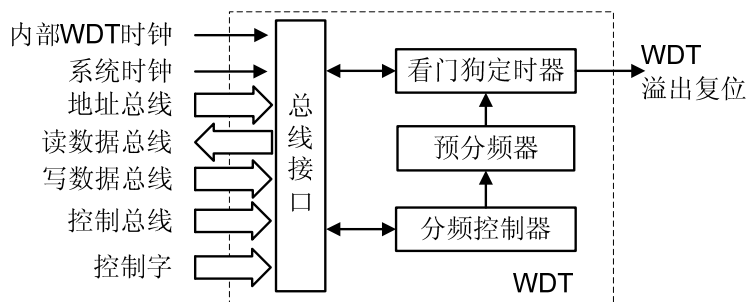 内部WDT时钟
系统时钟
地址总线
读数据总线
写数据总线
控制总线
控制字
总线接口
看门狗定时器
预分频器
分频控制器
WDT
溢出复位
WDT